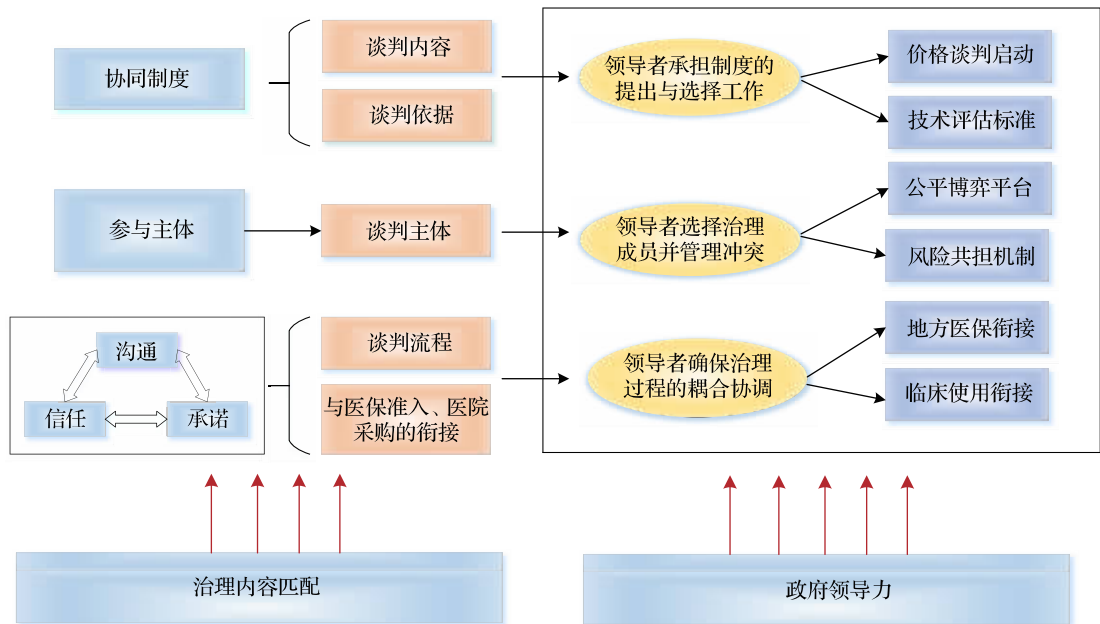 协同制度
谈判内容
谈判依据
领导者承担制度的
提出与选择工作
价格谈判启动
技术评估标准
参与主体
谈判主体
领导者选择治理
成员并管理冲突
公平博弈平台
风险共担机制
沟通
信任
承诺
谈判流程
与医保准入、医院
采购的衔接
领导者确保治理
过程的耦合协调
地方医保衔接
临床使用衔接
治理内容匹配
政府领导力